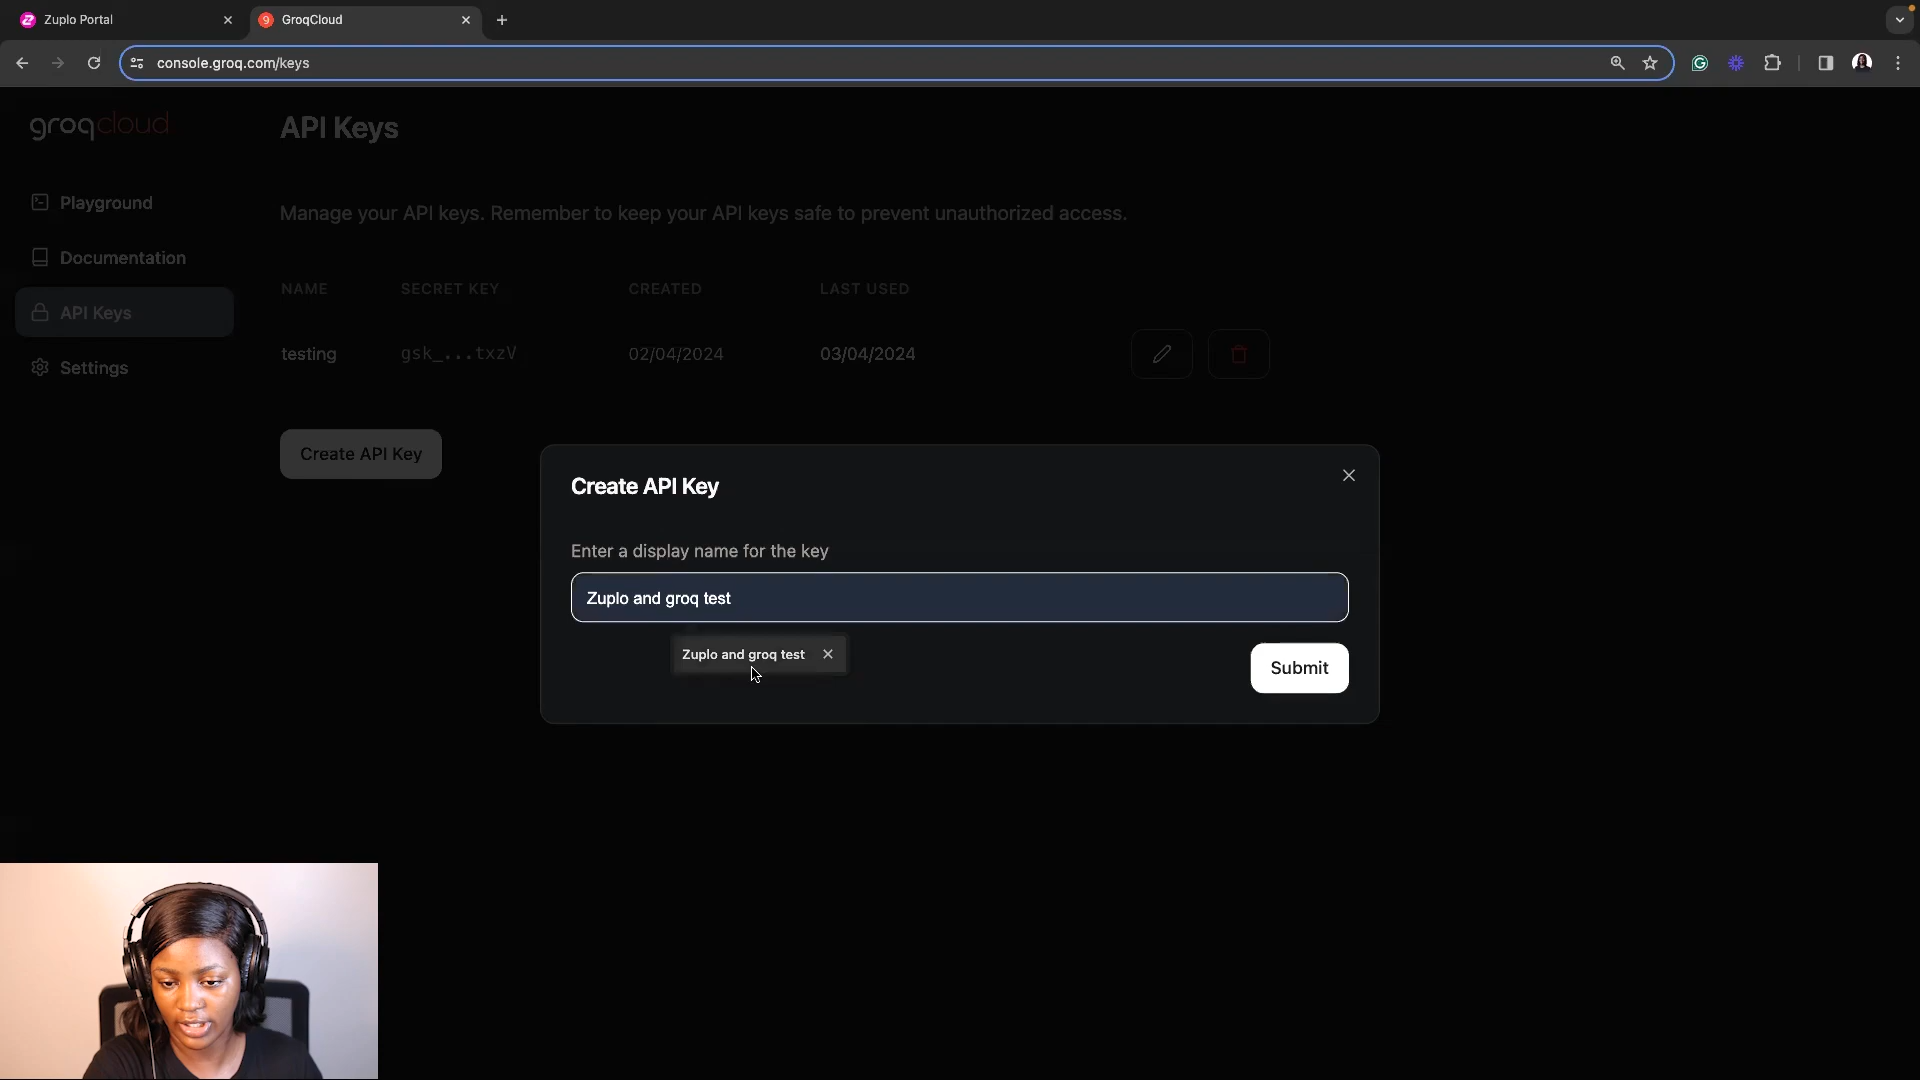 Zuplo Portal
GroqCloud
console.groq.com/keys
groqcloud
Playground
Documentation
API Keys
Settings
API Keys
Manage your API keys. Remember to keep your API keys safe to prevent unauthorized access.
NAME SECRET KEY CREATED LAST USED
testing gsk_...txzV 02/04/2024 03/04/2024
Create API Key
Create API Key
Enter a display name for the key
Zuplo and groq test
Zuplo and groq test
Submit